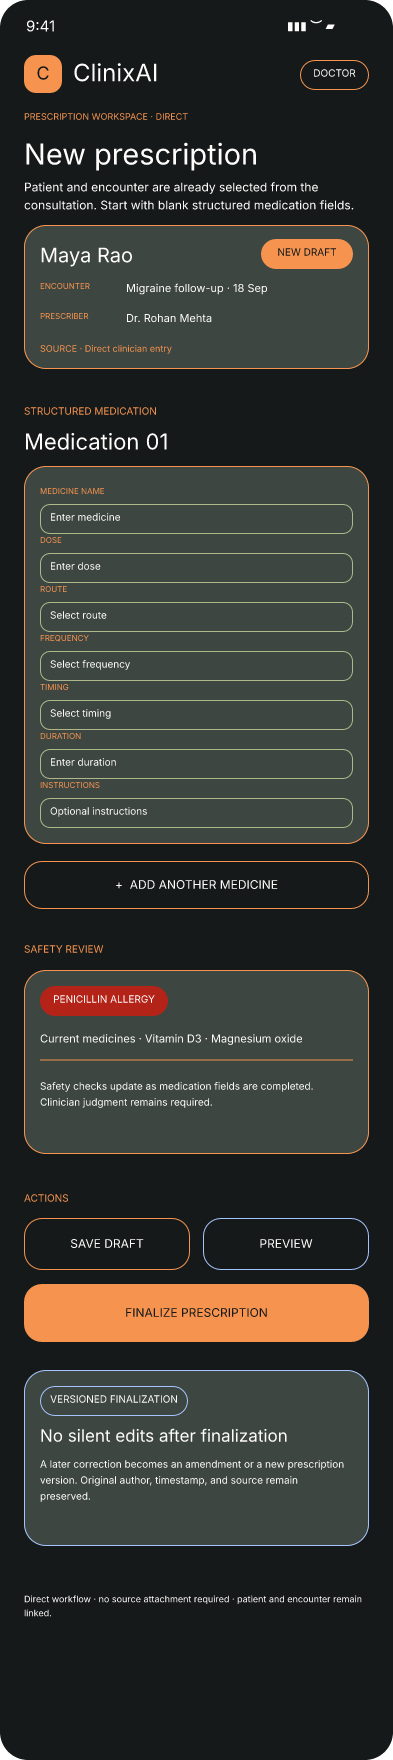 9:41
C ClinixAI DOCTOR
PRESCRIPTION WORKSPACE · DIRECT
New prescription
Patient and encounter are already selected from the
consultation. Start with blank structured medication fields.
Maya Rao NEW DRAFT
ENCOUNTER Migraine follow-up · 18 Sep
PRESCRIBER Dr. Rohan Mehta
SOURCE · Direct clinician entry
STRUCTURED MEDICATION
Medication 01
MEDICINE NAME
Enter medicine
DOSE
Enter dose
ROUTE
Select route
FREQUENCY
Select frequency
TIMING
Select timing
DURATION
Enter duration
INSTRUCTIONS
Optional instructions
+ ADD ANOTHER MEDICINE
SAFETY REVIEW
PENICILLIN ALLERGY
Current medicines · Vitamin D3 · Magnesium oxide
Safety checks update as medication fields are completed.
Clinician judgment remains required.
ACTIONS
SAVE DRAFT PREVIEW
FINALIZE PRESCRIPTION
VERSIONED FINALIZATION
No silent edits after finalization
A later correction becomes an amendment or a new prescription
version. Original author, timestamp, and source remain
preserved.
Direct workflow · no source attachment required · patient and encounter remain
linked.